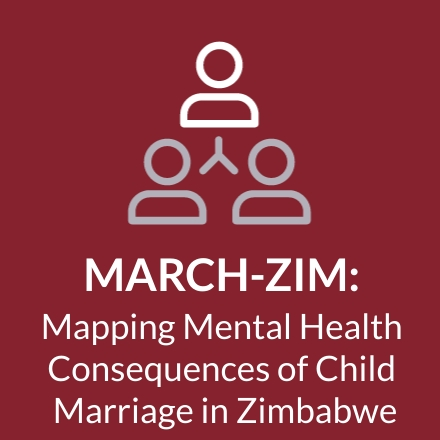 MARCH-ZIM:
Mapping Mental Health
Consequences of Child
Marriage in Zimbabwe